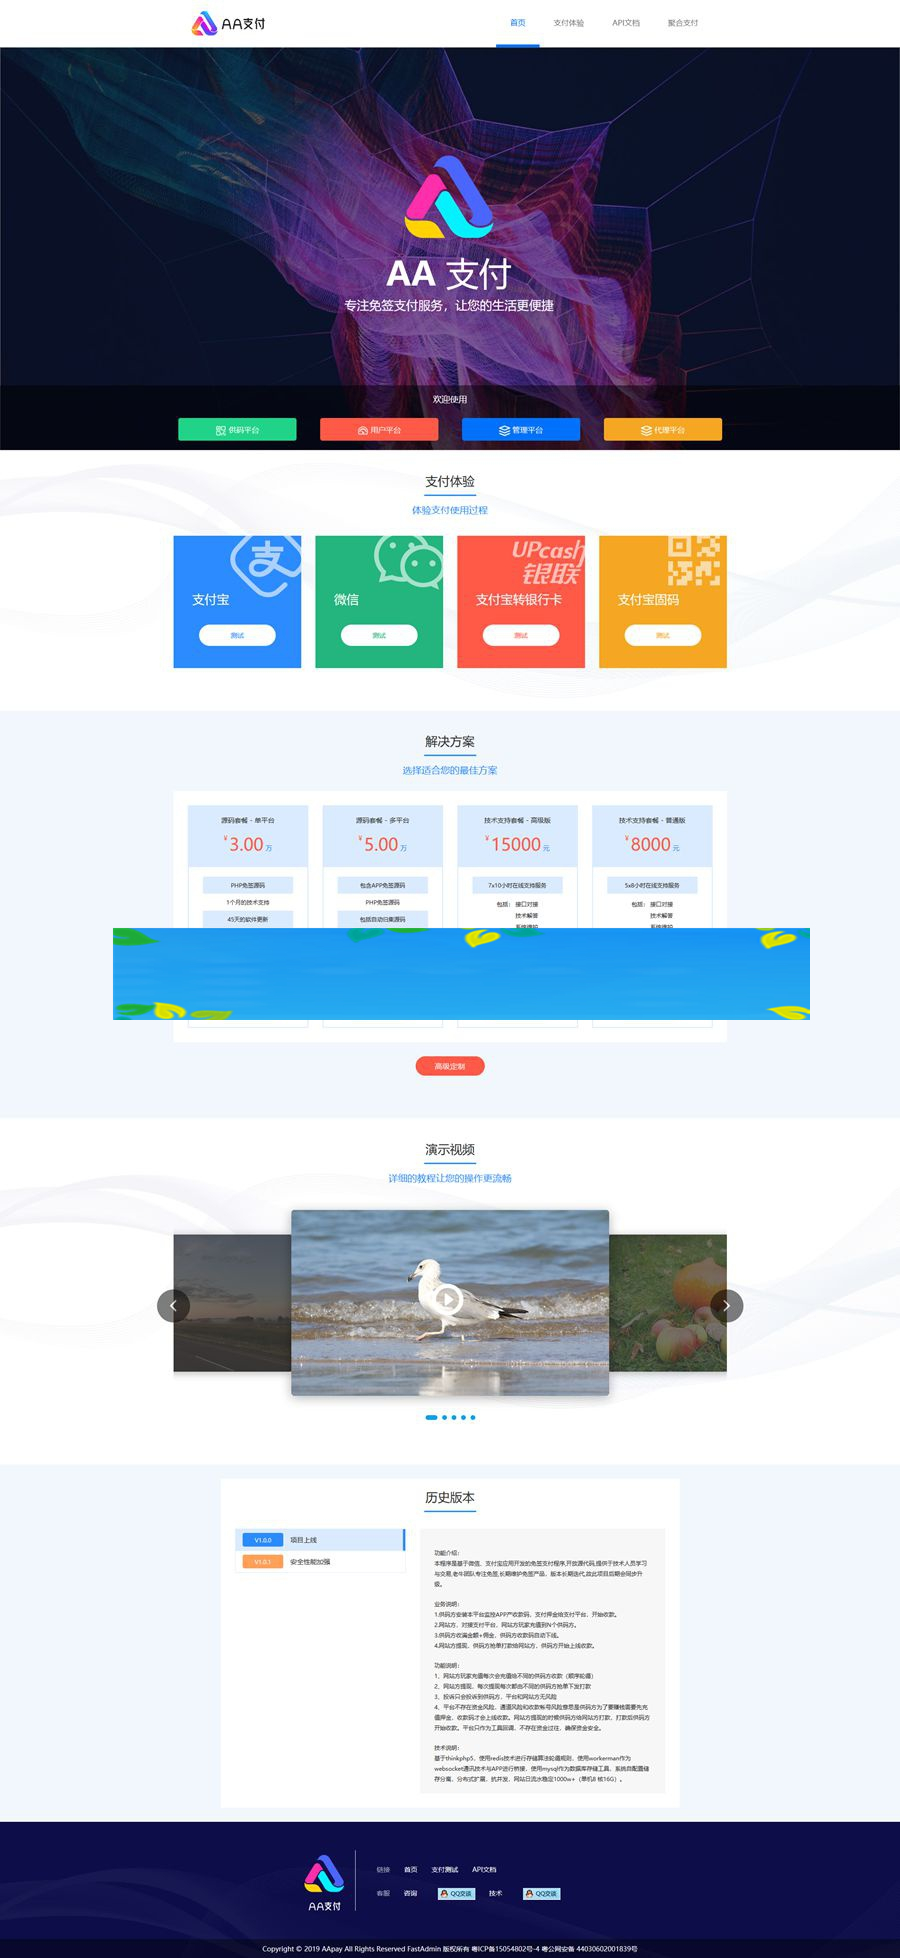 AA支付
首页 支付体验 API文档 聚合支付
AA 支付
专注免签支付服务，让您的生活更便捷
欢迎使用
供码平台 用户平台 管理平台 代理平台
支付体验
体验支付使用过程
支
UPcash
银联
支付宝 微信 支付宝转银行卡 支付宝固码
测试 测试 测试 测试
解决方案
选择适合您的最佳方案
源码套餐 - 单平台 源码套餐 - 多平台 技术支持套餐 - 高级版 技术支持套餐 - 普通版
¥3.00万 ¥5.00万 ¥15000元 ¥8000元
PHP免签源码 包含APP免签源码 7x10小时在线支持服务 5x8小时在线支持服务
1个月的技术支持 PHP免签源码 包括： 接口对接 包括： 接口对接
45天的软件更新 包括自动归集源码 技术解答 技术解答
高级定制
演示视频
详细的教程让您的操作更流畅
历史版本
V1.0.0 项目上线
V1.0.1 安全性能加强
功能介绍：
本程序是基于微信、支付宝应用开发的免签支付程序,开放源代码,提供于技术人员学习
与交易,老牛团队专注免签,长期维护免签产品，版本长期迭代,故此项目后期会同步升
级。
业务说明：
1.供码方安装本平台监控APP产收款码，支付押金给支付平台，开始收款。
2.网站方，对接支付平台，网站方玩家充值到N个供码方。
3.供码方收满金额+佣金，供码方收款码自动下线。
4.网站方提现，供码方抢单打款给网站方，供码方开始上线收款。
功能说明：
1、网站方玩家充值每次会充值给不同的供码方收款（顺序轮循）
2、网站方提现，每次提现每次都由不同的供码方抢单下发打款
3、投诉只会投诉到供码方，平台和网站方无风险
4、平台不存在资金风险，通道风险和收款帐号风险意思是供码方为了要赚钱需要先充
值押金，收款码才会上线收款。网站方提现的时候供码方给网站方打款，打款后供码方
开始收款。平台只作为工具回调，不存在资金过往，确保资金安全。
技术说明：
基于thinkphp5，使用redis技术进行存储算法轮循规则，使用workerman作为
websocket通讯技术与APP进行桥接，使用mysql作为数据库存储工具。系统自配置储
存分离，分布式扩展，抗并发，网站日流水稳定1000w+（单机8 核16G）。
链接 首页 支付测试 API文档
客服 咨询 QQ交谈 技术 QQ交谈
AA支付
Copyright © 2019 AApay All Rights Reserved FastAdmin 版权所有 粤ICP备15054802号-4 粤公网安备 44030602001839号